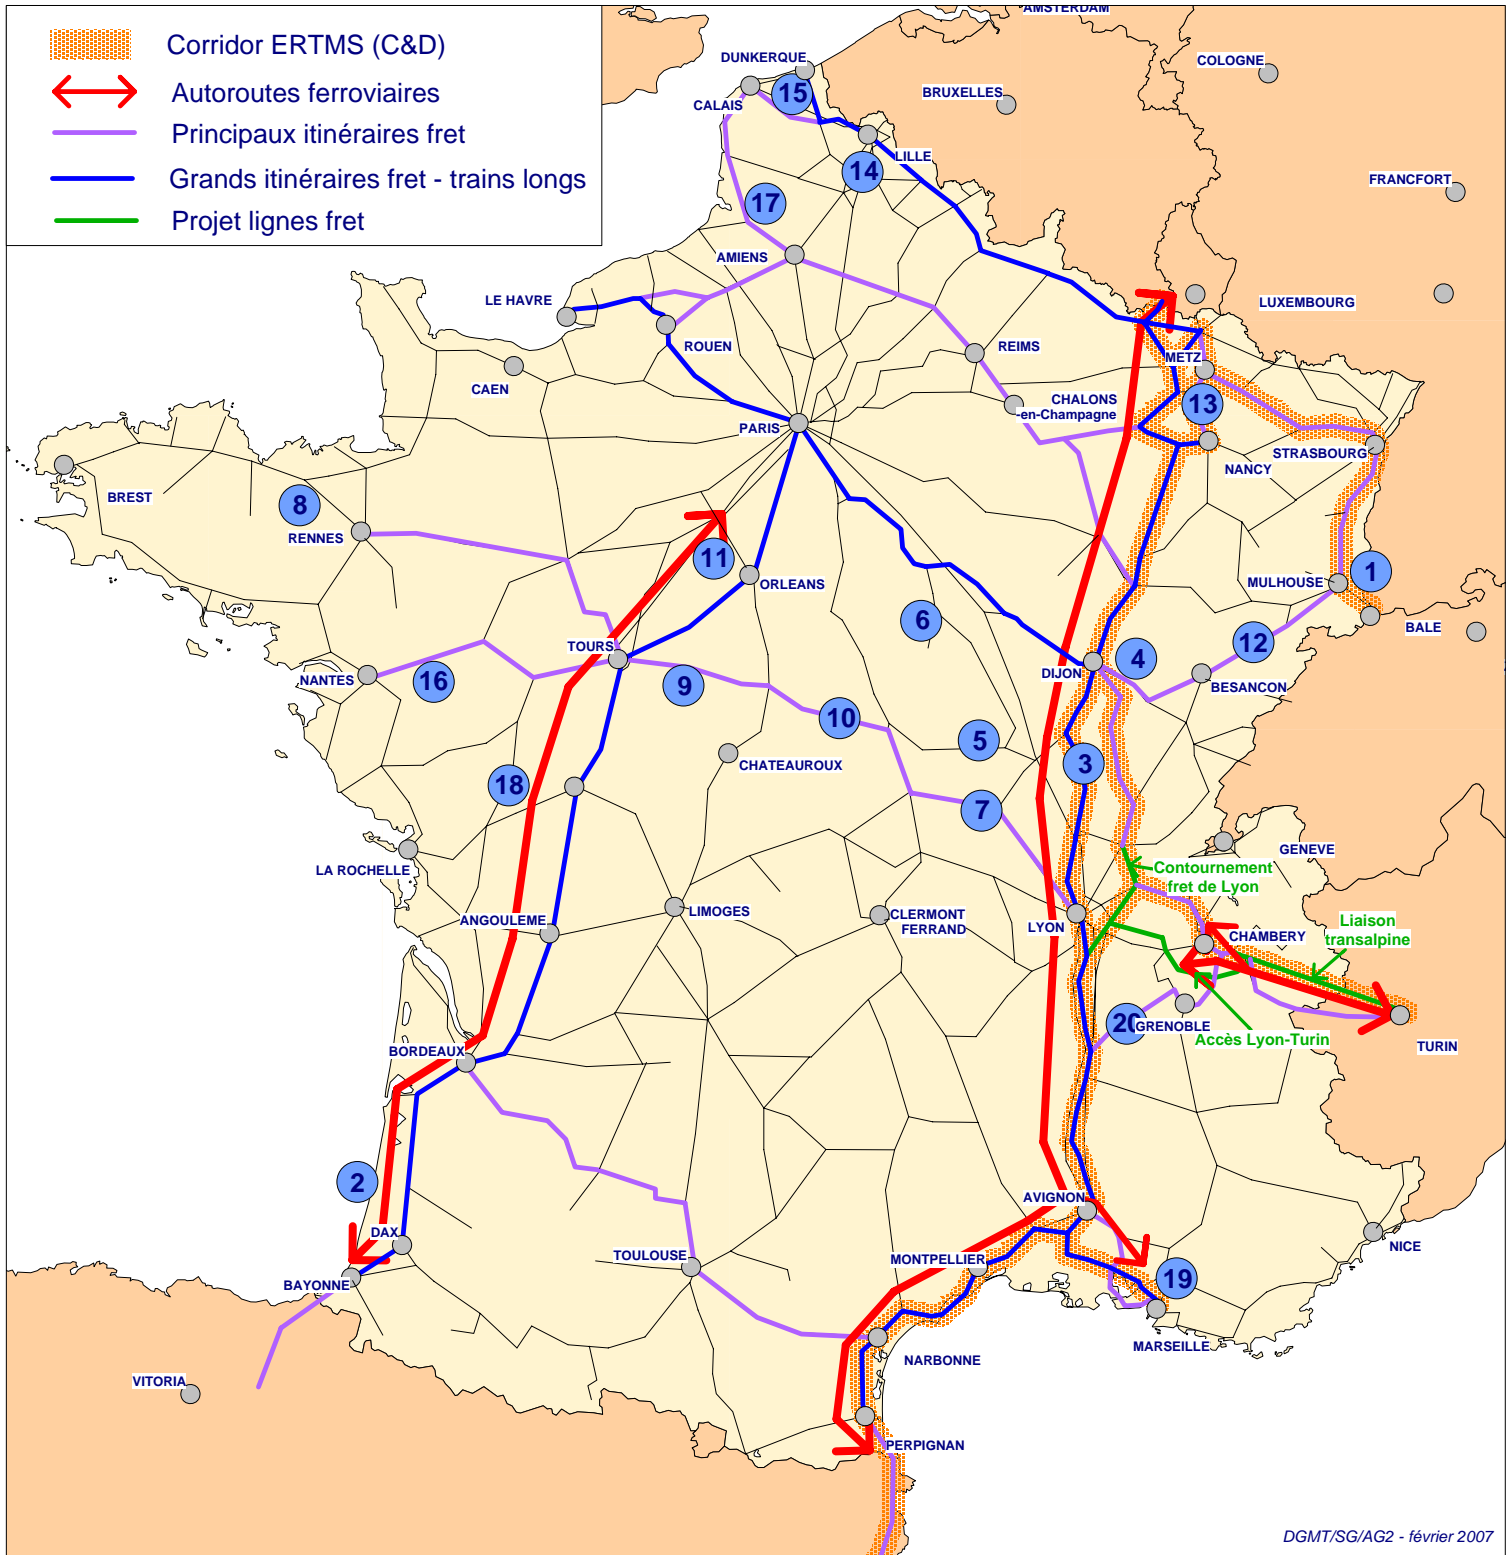 Corridor ERTMS (C&D)
Autoroutes ferroviaires
Principaux itinéraires fret
Grands itinéraires fret - trains longs
Projet lignes fret
AMSTERDAM
DUNKERQUE
COLOGNE
15
CALAIS
BRUXELLES
LILLE
14
FRANCFORT
17
AMIENS
LE HAVRE
LUXEMBOURG
ROUEN
REIMS
METZ
CAEN
CHALONS
-en-Champagne
13
PARIS
STRASBOURG
NANCY
BREST
8
RENNES
11
ORLEANS
MULHOUSE
1
6
BALE
TOURS
12
4
DIJON
NANTES
16
9
BESANCON
10
5
CHATEAUROUX
3
18
7
GENEVE
LA ROCHELLE
Contournement
fret de Lyon
ANGOULEME
LIMOGES
CLERMONT
FERRAND
LYON
Liaison
transalpine
CHAMBERY
20
GRENOBLE
Accès Lyon-Turin
TURIN
BORDEAUX
2
AVIGNON
DAX
NICE
TOULOUSE
MONTPELLIER
19
BAYONNE
MARSEILLE
NARBONNE
VITORIA
PERPIGNAN
DGMT/SG/AG2 - février 2007